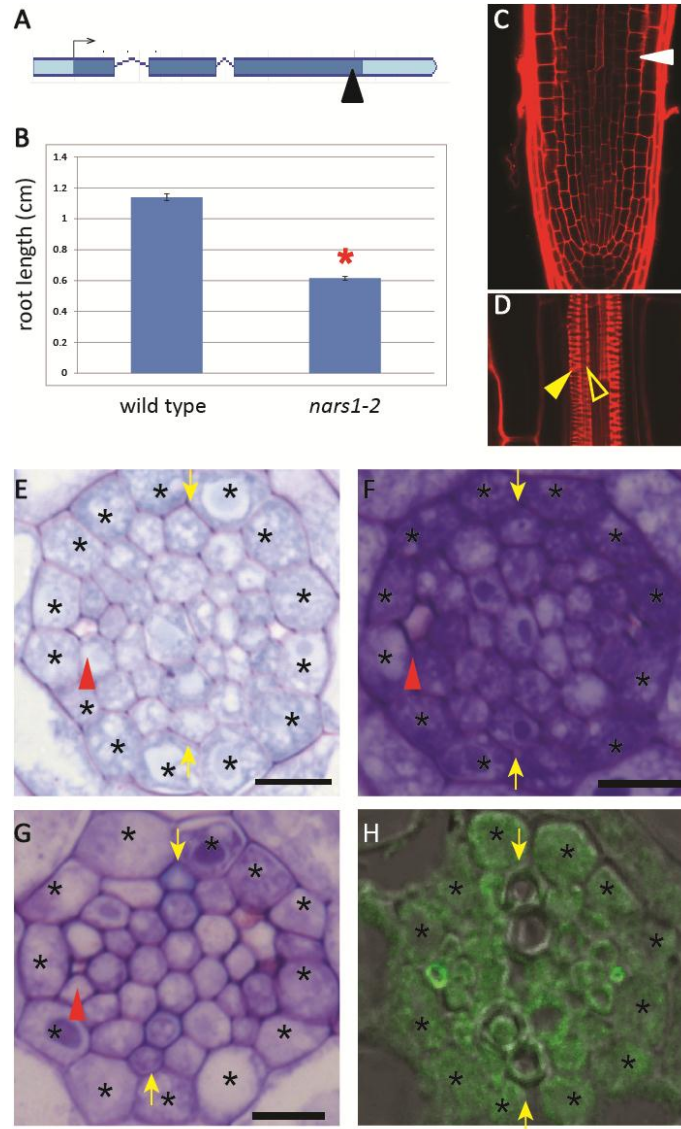 A
C
B
root length (cm)
1.4
1.2
1
0.8
0.6
0.4
0.2
0
*
wild type
nars1-2
D
E
* * * * * * * * * * * * *
F
* * * * * * * * * * *
G
* * * * * * * * * *
H
* * * * * * * * * * *